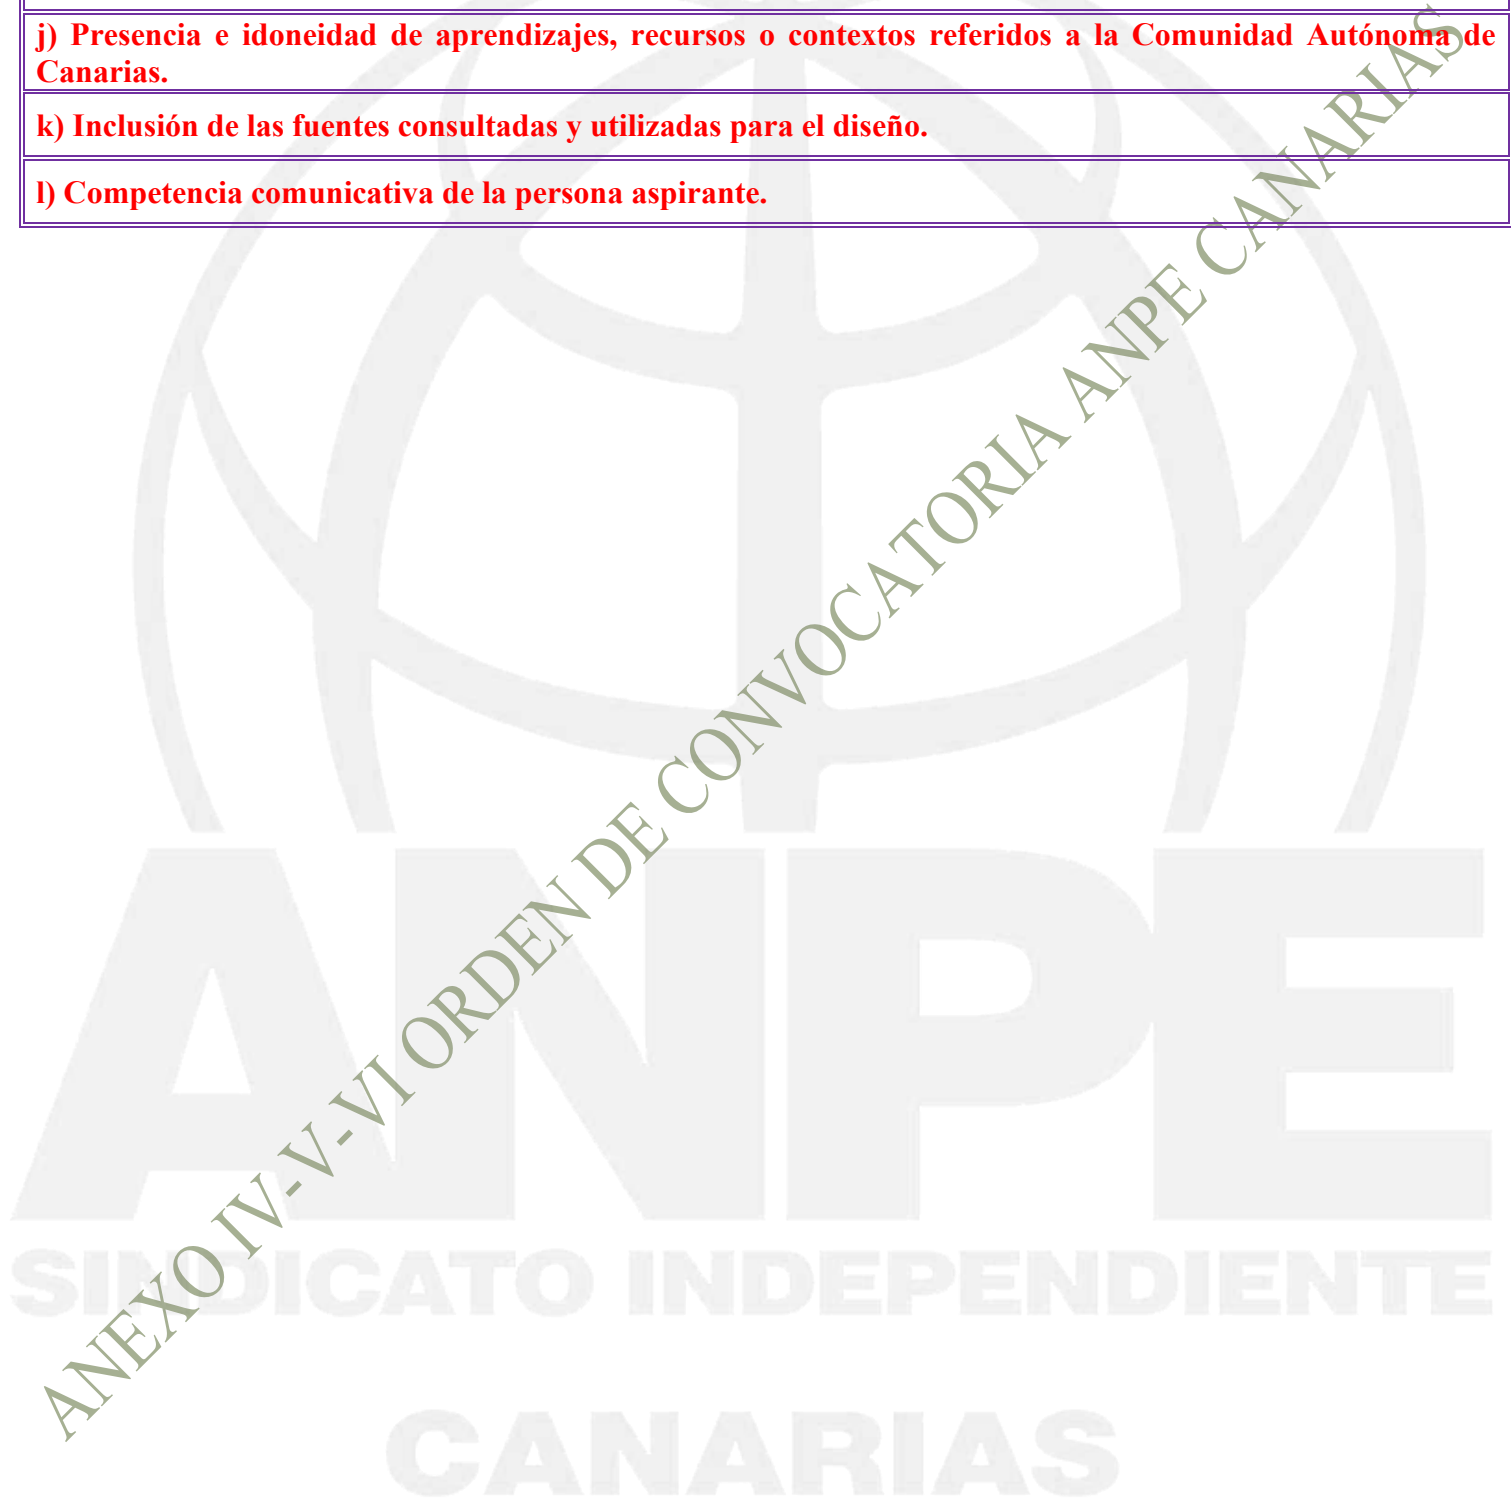 j) Presencia e idoneidad de aprendizajes, recursos o contextos referidos a la Comunidad Autónoma de
Canarias.
k) Inclusión de las fuentes consultadas y utilizadas para el diseño.
l) Competencia comunicativa de la persona aspirante.
ANEXO IV-V-VI ORDEN DE CONVOCATORIA ANPE CANARIAS
ANPE
SINDICATO INDEPENDIENTE
CANARIAS